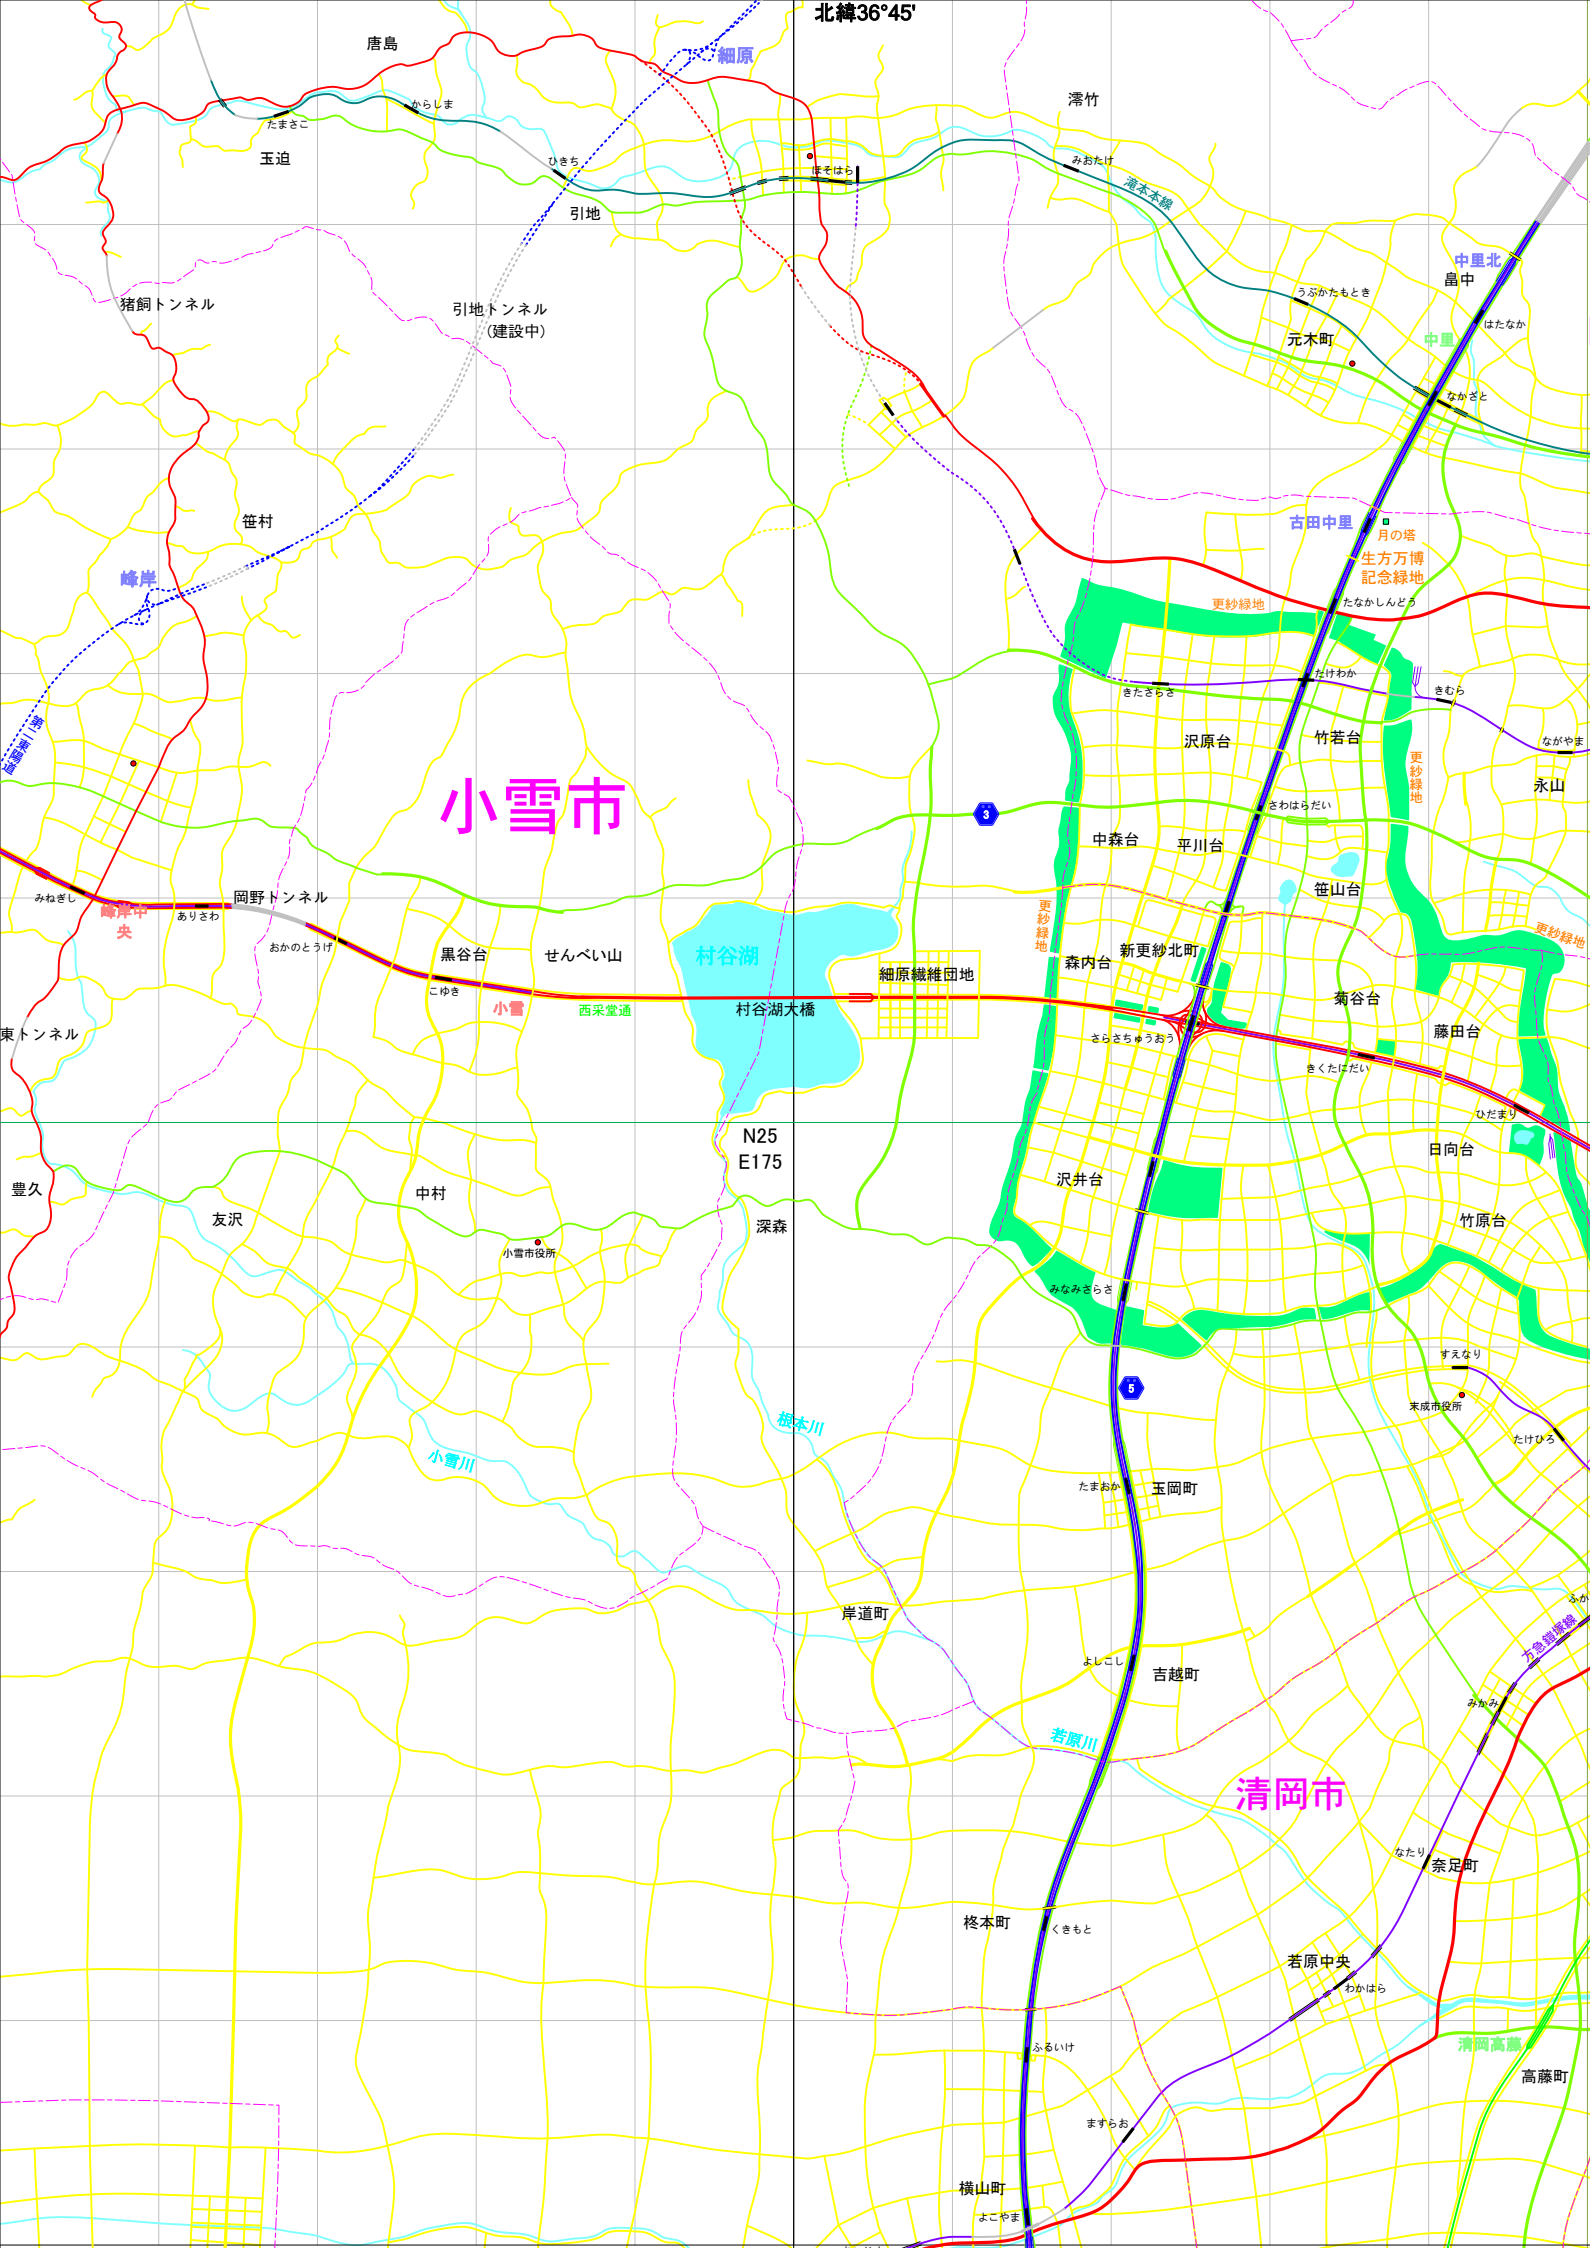 北緯36°45'
唐島
細原
からしま
たまさこ
玉迫
ひきち
引地
ほそはら
澪竹
みおたけ
滝本本線
中里北
畠中
うぶかたもとき
はたなか
元木町
中里
なかざと
猪飼トンネル
引地トンネル
(建設中)
笹村
峰岸
古田中里
月の塔
生方万博
記念緑地
更紗緑地
たなかしんどう
たけわか
きたさらさ
きむら
ながやま
永山
沢原台
竹若台
更紗緑地
第二東陽道
小雪市
3
さわはらだい
中森台
平川台
笹山台
みねぎし
峰岸中
央
ありさわ
岡野トンネル
おかのとうげ
黒谷台
せんべい山
こゆき
小雪
西采堂通
村谷湖
村谷湖大橋
細原繊維団地
更紗緑地
森内台
新更紗北町
更紗緑地
菊谷台
藤田台
さらさちゅうおう
きくたにだい
ひだまり
東トンネル
N25
E175
日向台
沢井台
竹原台
豊久
友沢
中村
小雪市役所
深森
みなみさらさ
5
すえなり
末成市役所
たけひろ
根本川
小雪川
たまおか
玉岡町
岸道町
ふか
方急鎧塚線
よしこし
吉越町
みかみ
若原川
清岡市
なたり
奈足町
柊本町
くきもと
若原中央
わかはら
ふるいけ
清岡高藤
高藤町
ますらお
横山町
よこやま